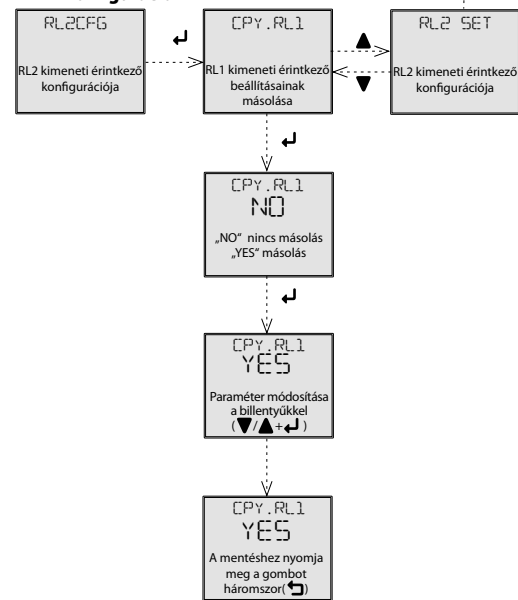 RL2CFG
RL2 kimeneti érintkező
konfigurációja
CPY.RL1
RL1 kimeneti érintkező
beállításainak
másolása
RL2 SET
RL2 kimeneti érintkező
konfigurációja
CPY.RL1
NO
„NO“ nincs másolás
„YES“ másolás
CPY.RL1
YES
Paraméter módosítása
a billentyűkkel
(▼/▲+↵)
CPY.RL1
YES
A mentéshez nyomja
meg a gombot
háromszor(⮌)